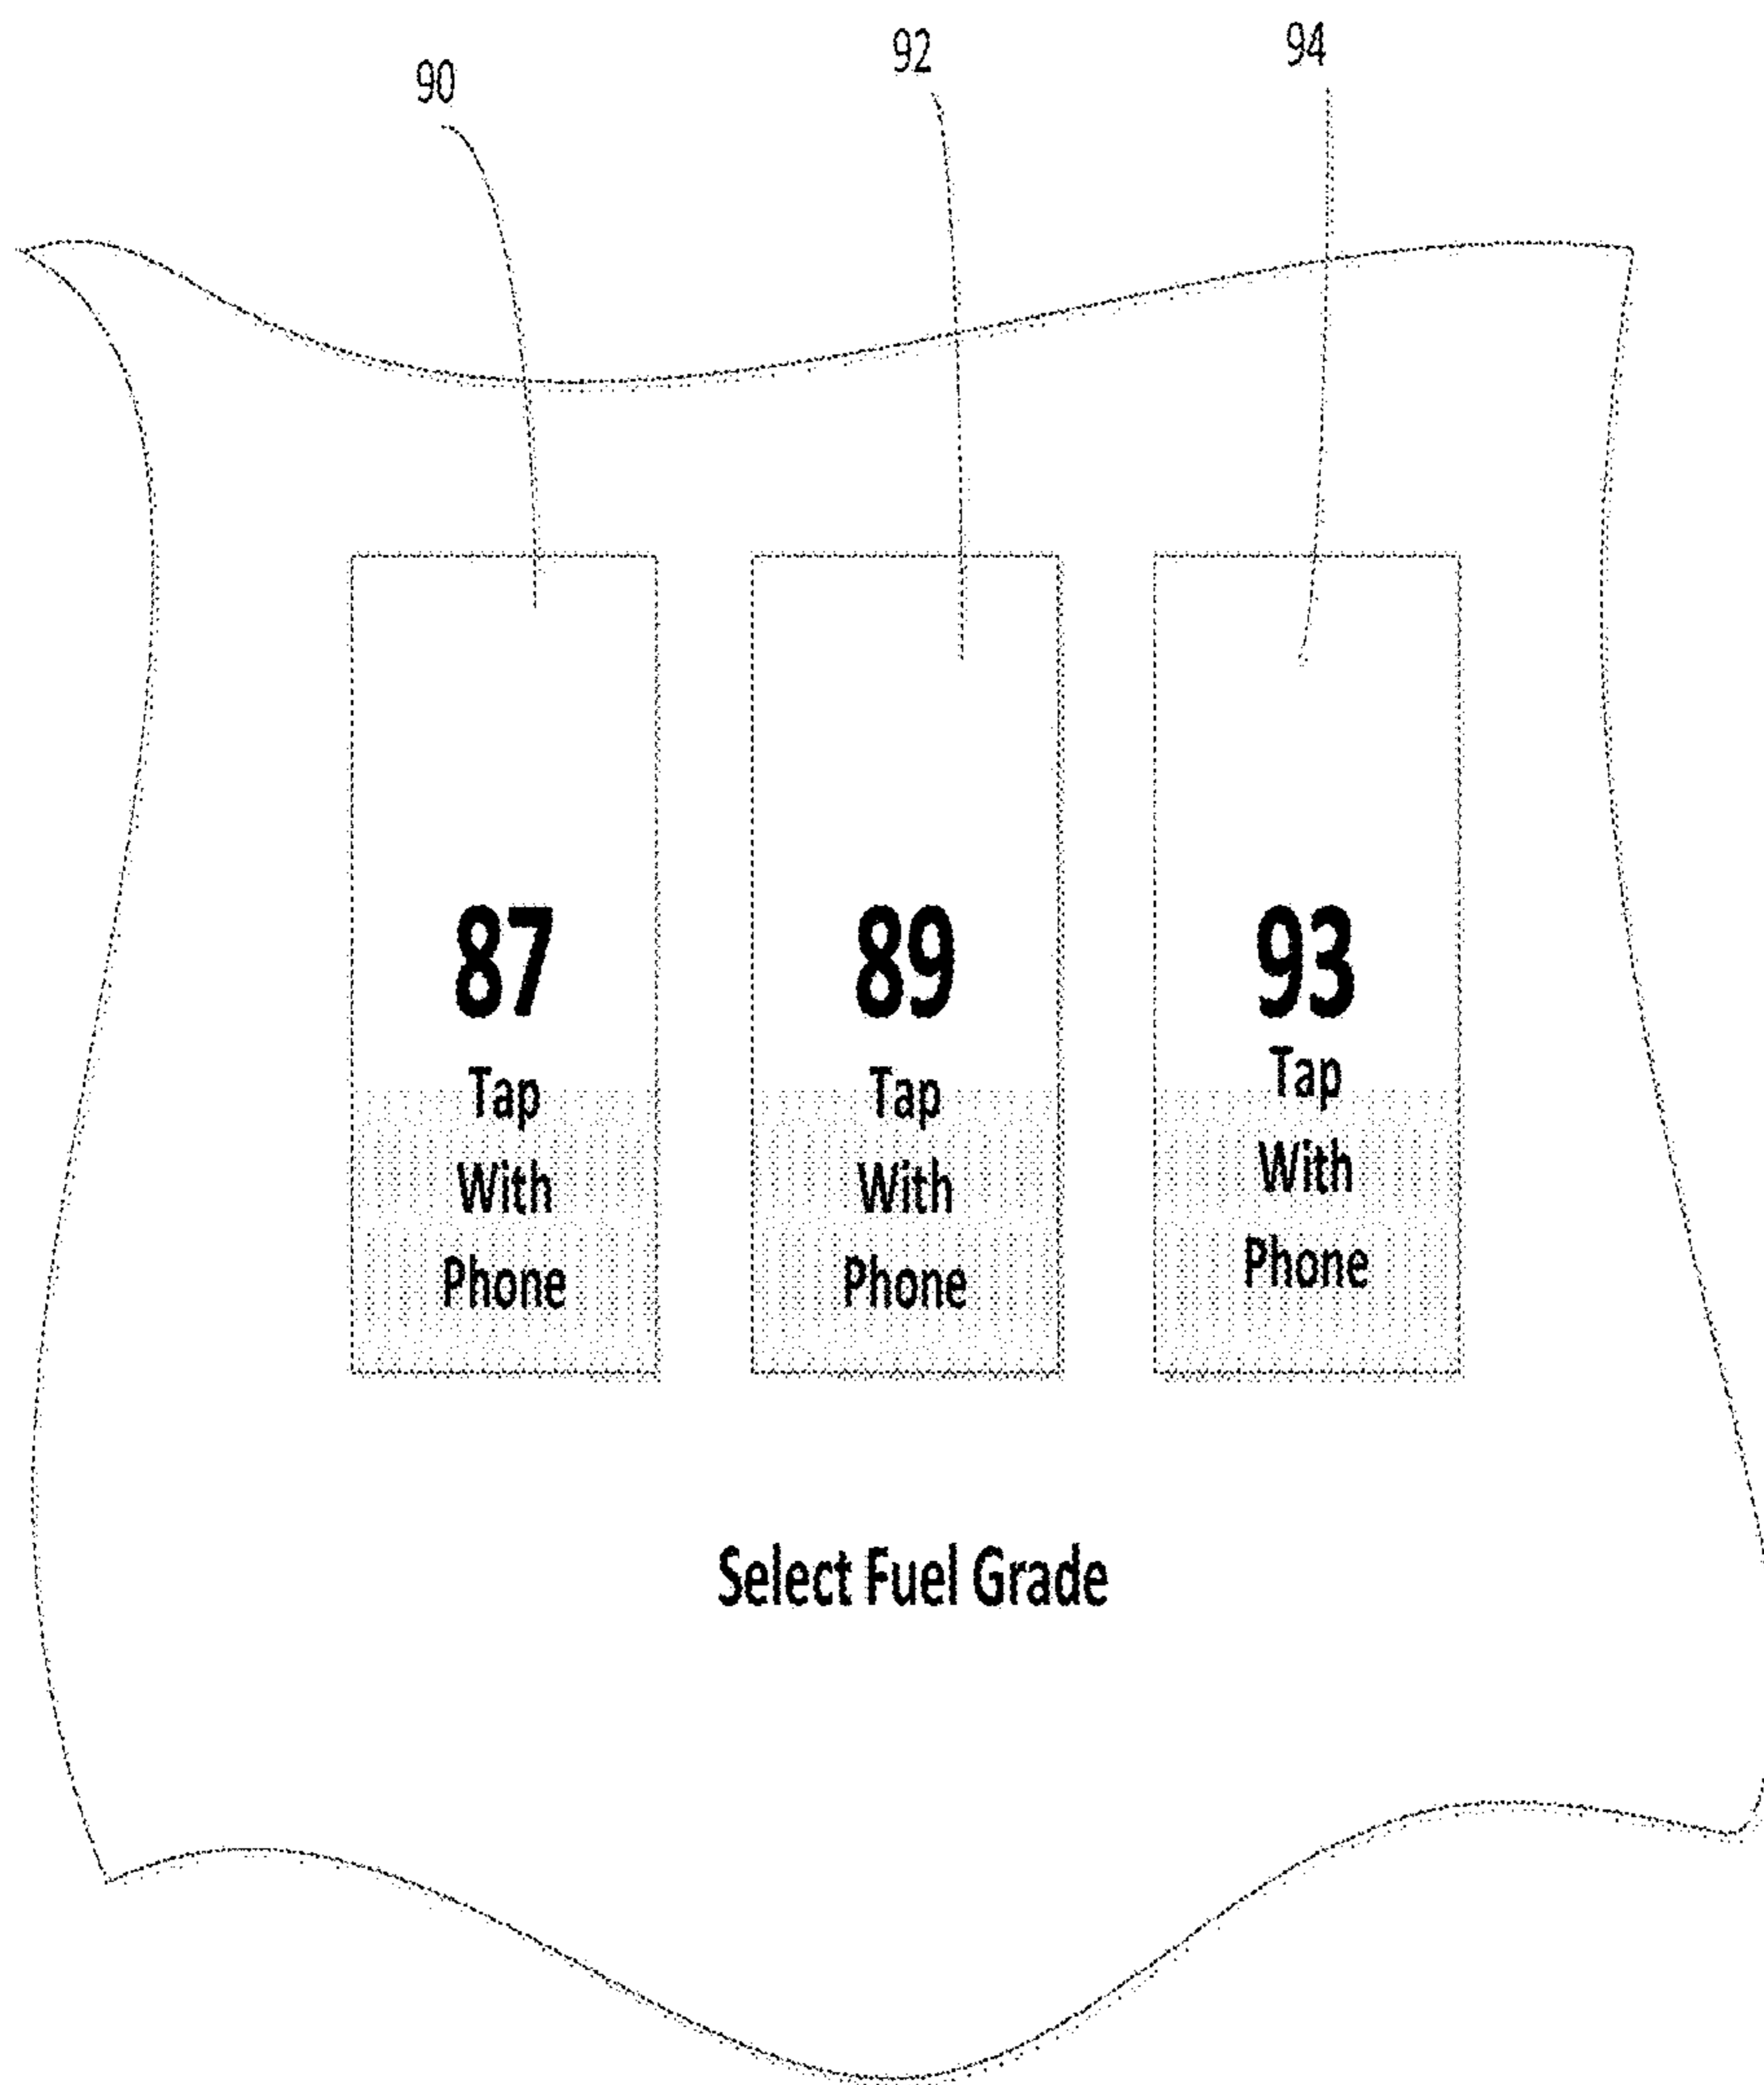 90
92
94
87
Tap
With
Phone
89
Tap
With
Phone
93
Tap
With
Phone
Select Fuel Grade